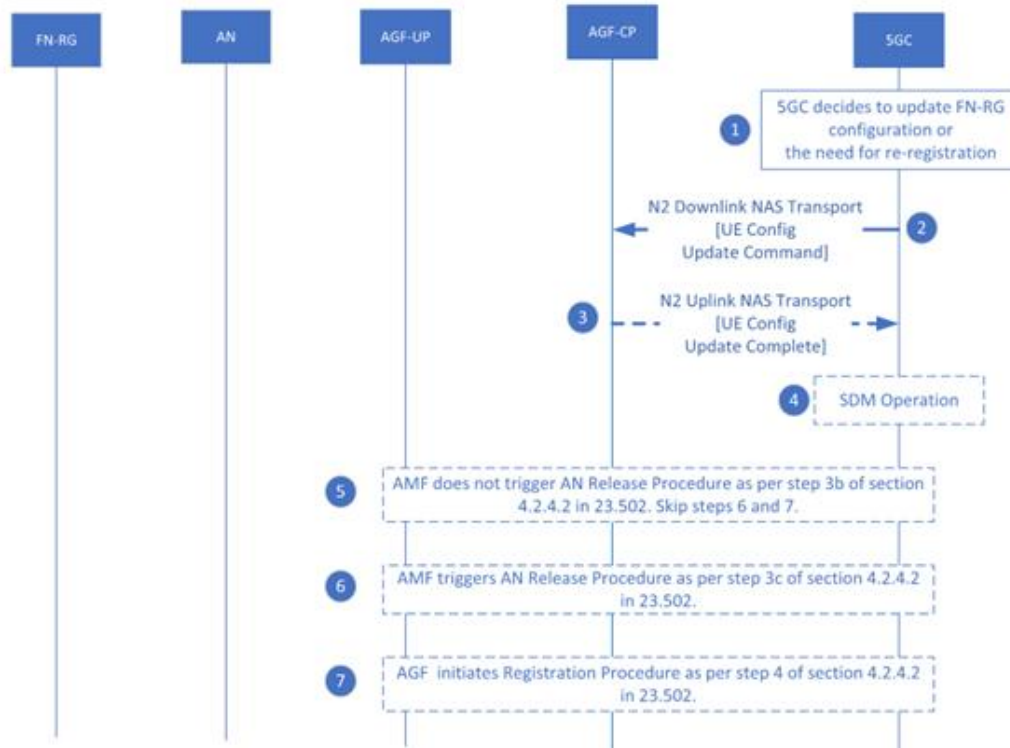 FN-RG
AN
AGF-UP
AGF-CP
5GC
1
5GC decides to update FN-RG
configuration or
the need for re-registration
N2 Downlink NAS Transport
[UE Config
Update Command]
2
3
N2 Uplink NAS Transport
[UE Config
Update Complete]
4
SDM Operation
5
AMF does not trigger AN Release Procedure as per step 3b of section
4.2.4.2 in 23.502. Skip steps 6 and 7.
6
AMF triggers AN Release Procedure as per step 3c of section 4.2.4.2
in 23.502.
7
AGF initiates Registration Procedure as per step 4 of section 4.2.4.2
in 23.502.